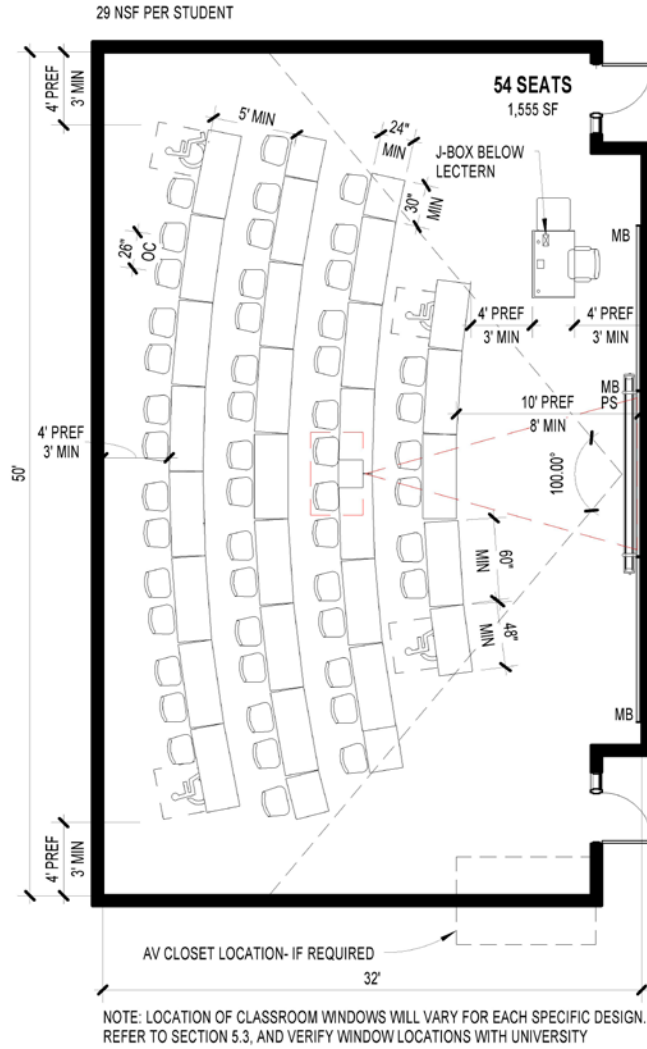 29 NSF PER STUDENT
4' PREF
3' MIN
5' MIN
24"
MIN
54 SEATS
1,555 SF
J-BOX BELOW
LECTERN
30"
MIN
26"
OC
MB
4' PREF
3' MIN
4' PREF
3' MIN
MB
PS
10' PREF
8' MIN
4' PREF
3' MIN
50'
100.00°
60"
MIN
48"
MIN
MB
4' PREF
3' MIN
AV CLOSET LOCATION- IF REQUIRED
32'
NOTE: LOCATION OF CLASSROOM WINDOWS WILL VARY FOR EACH SPECIFIC DESIGN.
REFER TO SECTION 5.3, AND VERIFY WINDOW LOCATIONS WITH UNIVERSITY